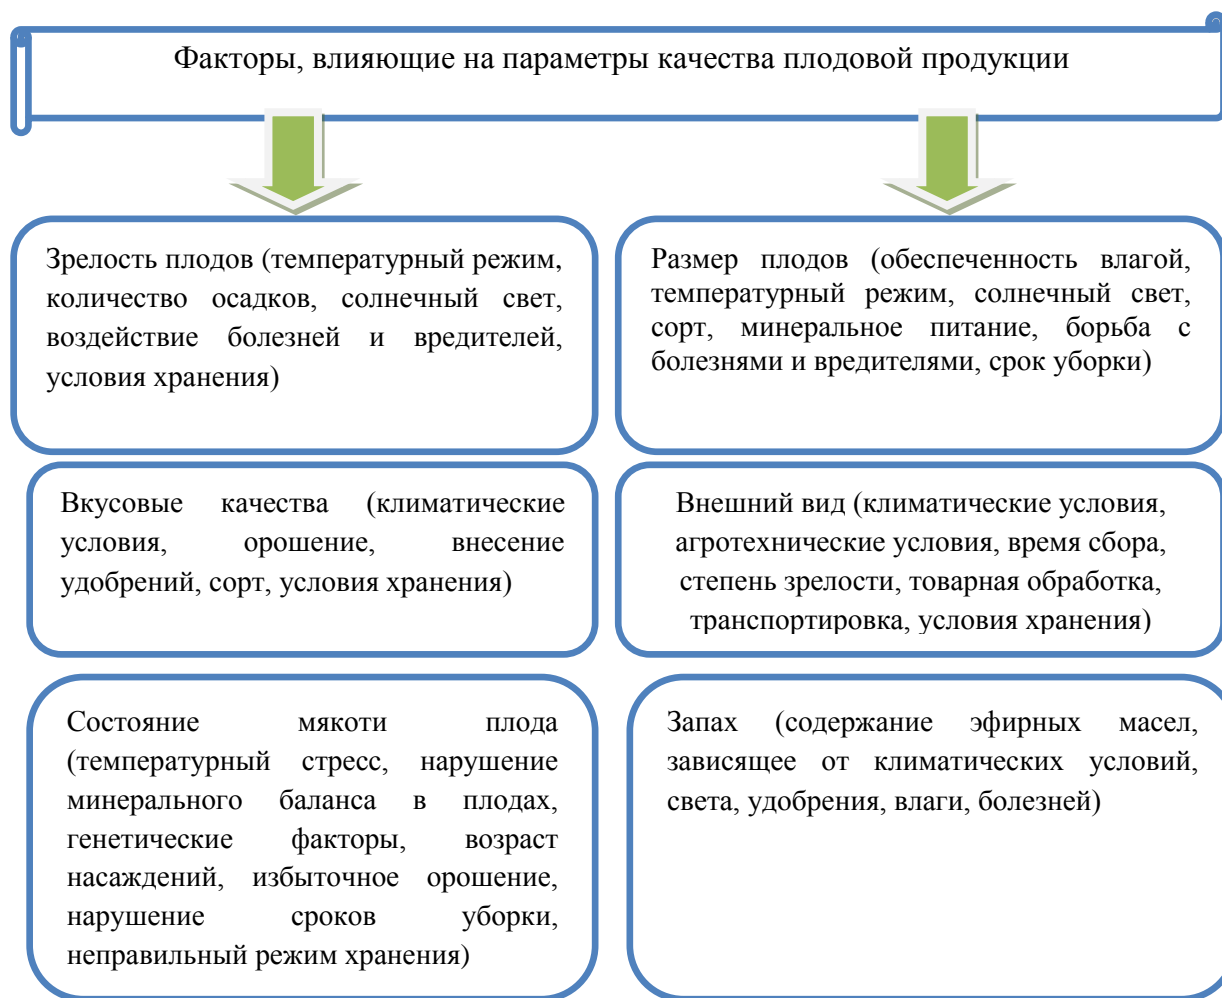 Факторы, влияющие на параметры качества плодовой продукции
Зрелость плодов (температурный режим,
количество осадков, солнечный свет,
воздействие болезней и вредителей,
условия хранения)
Размер плодов (обеспеченность влагой,
температурный режим, солнечный свет,
сорт, минеральное питание, борьба с
болезнями и вредителями, срок уборки)
Вкусовые качества (климатические
условия, орошение, внесение
удобрений, сорт, условия хранения)
Внешний вид (климатические условия,
агротехнические условия, время сбора,
степень зрелости, товарная обработка,
транспортировка, условия хранения)
Состояние мякоти плода
(температурный стресс, нарушение
минерального баланса в плодах,
генетические факторы, возраст
насаждений, избыточное орошение,
нарушение сроков уборки,
неправильный режим хранения)
Запах (содержание эфирных масел,
зависящее от климатических условий,
света, удобрения, влаги, болезней)